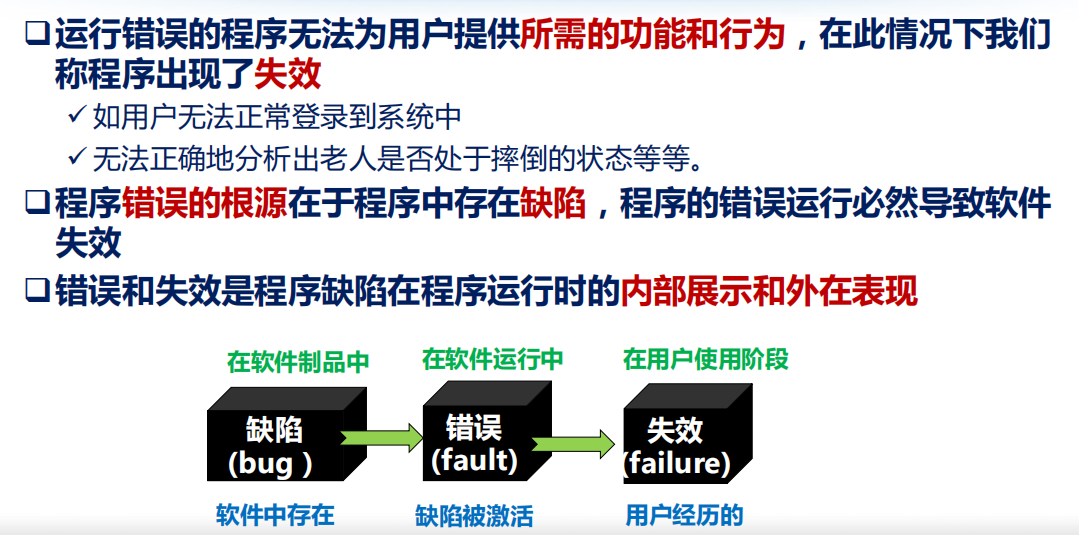 运行错误的程序无法为用户提供所需的功能和行为，在此情况下我们
称程序出现了失效
如用户无法正常登录到系统中
无法正确地分析出老人是否处于摔倒的状态等等。
程序错误的根源在于程序中存在缺陷，程序的错误运行必然导致软件
失效
错误和失效是程序缺陷在程序运行时的内部展示和外在表现
在软件制品中 在软件运行中 在用户使用阶段
缺陷 错误 失效
(bug ) (fault) (failure)
软件中存在 缺陷被激活 用户经历的